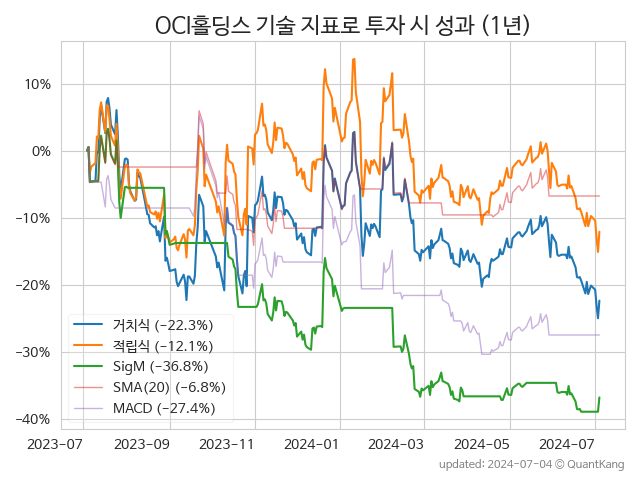 OCI홀딩스 기술 지표로 투자 시 성과 (1년)
10%
0%
−10%
−20%
−30%
−40%
거치식 (−22.3%)
적립식 (−12.1%)
SigM (−36.8%)
SMA(20) (−6.8%)
MACD (−27.4%)
2023-07 2023-09 2023-11 2024-01 2024-03 2024-05 2024-07
updated: 2024-07-04 © QuantKang